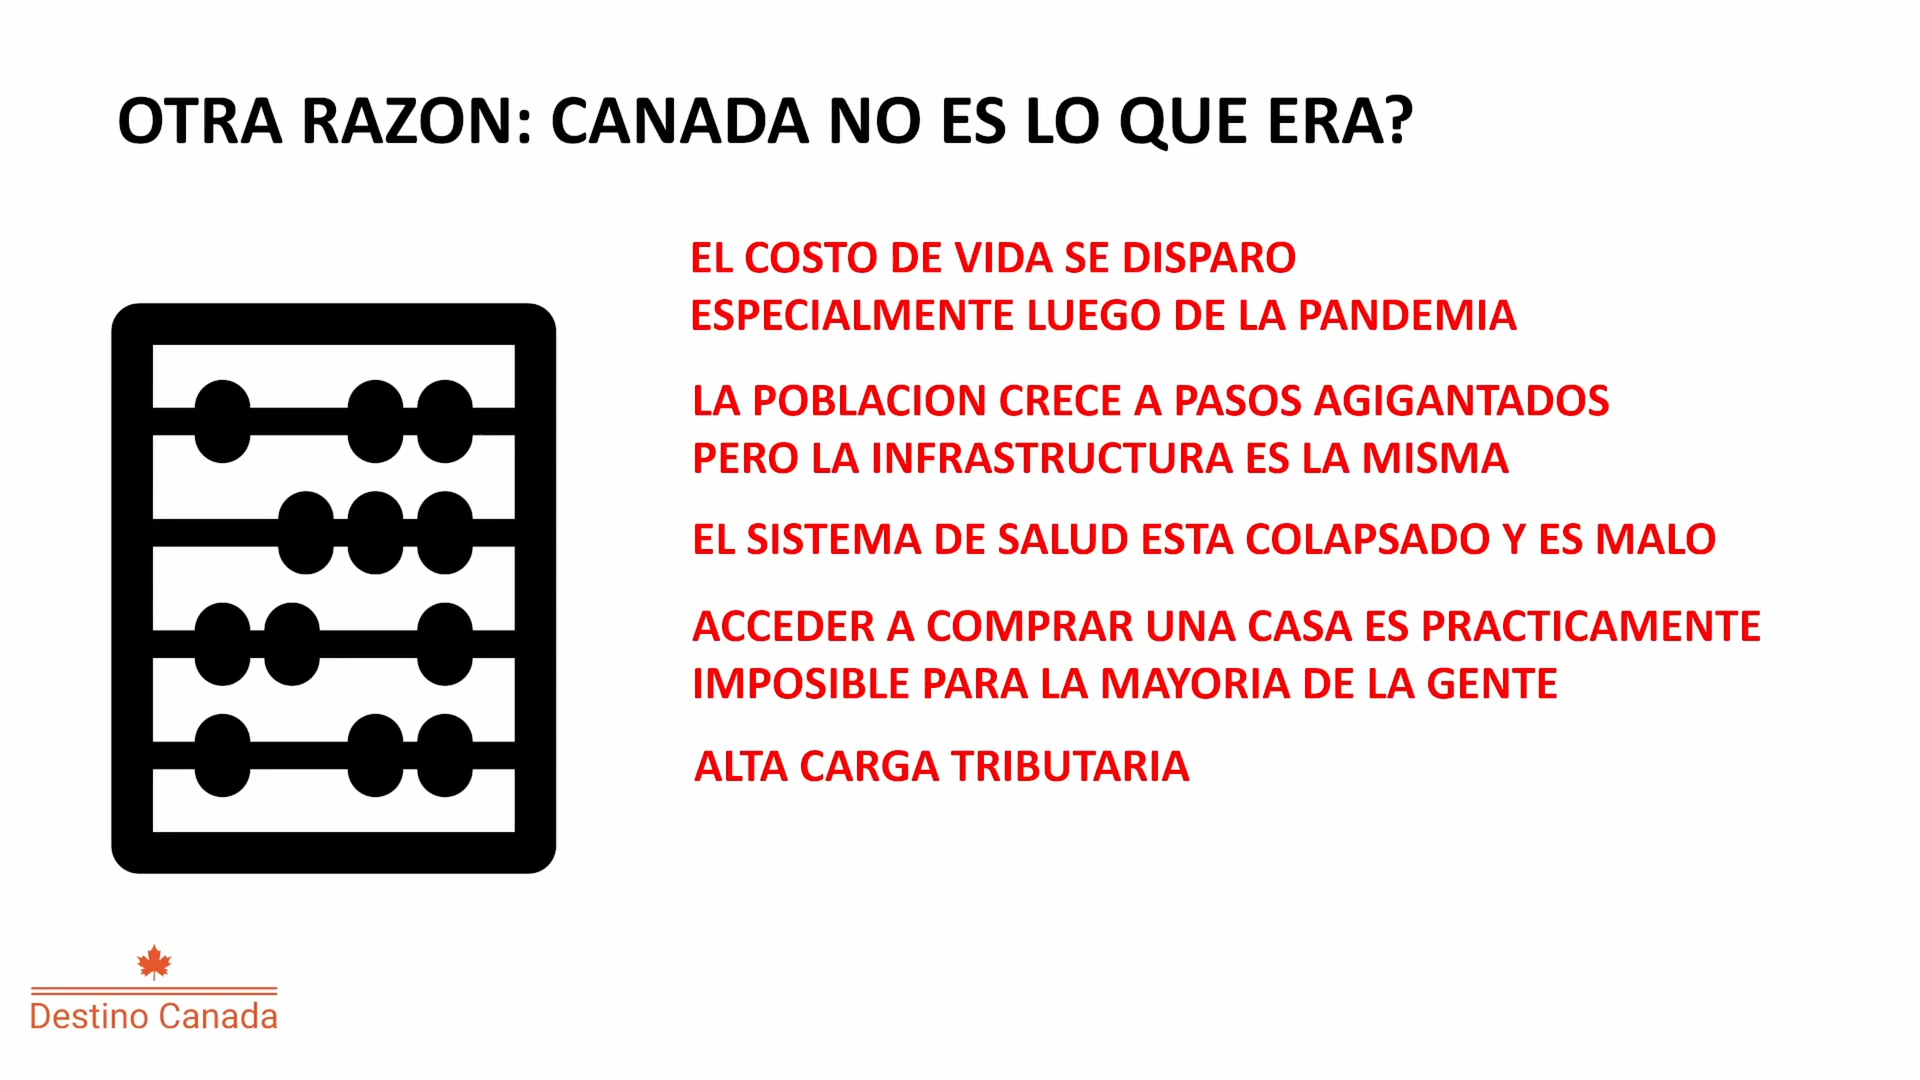 OTRA RAZON: CANADA NO ES LO QUE ERA?
EL COSTO DE VIDA SE DISPARO
ESPECIALMENTE LUEGO DE LA PANDEMIA
LA POBLACION CRECE A PASOS AGIGANTADOS
PERO LA INFRASTRUCTURA ES LA MISMA
EL SISTEMA DE SALUD ESTA COLAPSADO Y ES MALO
ACCEDER A COMPRAR UNA CASA ES PRACTICAMENTE
IMPOSIBLE PARA LA MAYORIA DE LA GENTE
ALTA CARGA TRIBUTARIA
Destino Canada